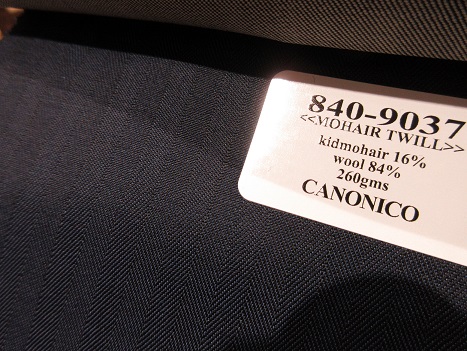 840-9037
<<MOHAIR TWILL>>
kidmohair 16%
wool 84%
260gms
CANONICO